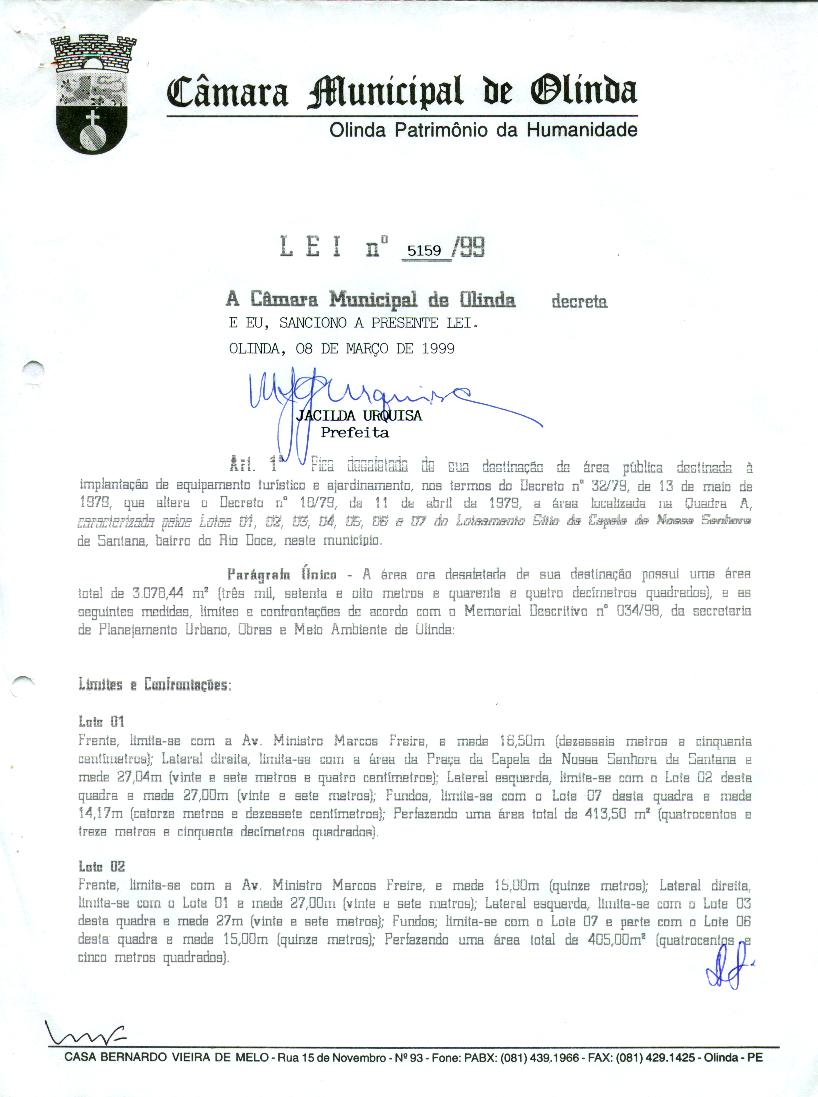 Câmara Municipal de Olinda
Olinda Patrimônio da Humanidade
LEI nº 5159/99
A Câmara Municipal de Olinda decreta
E EU, SANCIONO A PRESENTE LEI.
OLINDA, 08 DE MARÇO DE 1999
JACILDA URQUISA
Prefeita
Art. 1º Fica desafetada de sua destinação de área pública destinada à
implantação de equipamento turístico e ajardinamento, nos termos do Decreto nº 32/79, de 13 de maio de
1979, que altera o Decreto nº 18/79, de 11 de abril de 1979, a área localizada na Quadra A,
caracterizada pelos Lotes 01, 02, 03, 04, 05, 06 e 07 do Loteamento Sítio da Capela de Nossa Senhora
de Santana, bairro do Rio Doce, neste município.
Parágrafo Único - A área ora desafetada de sua destinação possui uma área
total de 3.078,44 m² (três mil, setenta e oito metros e quarenta e quatro decímetros quadrados), e as
seguintes medidas, limites e confrontações de acordo com o Memorial Descritivo nº 034/98, da secretaria
de Planejamento Urbano, Obras e Meio Ambiente de Olinda:
Limites e Confrontações:
Lote 01
Frente, limita-se com a Av. Ministro Marcos Freire, e mede 16,50m (dezesseis metros e cinquenta
centímetros); Lateral direita, limita-se com a área da Praça da Capela de Nossa Senhora de Santana e
mede 27,04m (vinte e sete metros e quatro centímetros); Lateral esquerda, limita-se com o Lote 02 desta
quadra e mede 27,00m (vinte e sete metros); Fundos, limita-se com o Lote 07 desta quadra e mede
14,17m (catorze metros e dezessete centímetros); Perfazendo uma área total de 413,50 m² (quatrocentos e
treze metros e cinquente decímetros quadrados).
Lote 02
Frente, limita-se com a Av. Ministro Marcos Freire, e mede 15,00m (quinze metros); Lateral direita,
limita-se com o Lote 01 e mede 27,00m (vinte e sete metros); Lateral esquerda, limita-se com o Lote 03
desta quadra e mede 27m (vinte e sete metros); Fundos; limita-se com o Lote 07 e parte com o Lote 06
desta quadra e mede 15,00m (quinze metros); Perfazendo uma área total de 405,00m² (quatrocentos e
cinco metros quadrados).
CASA BERNARDO VIEIRA DE MELO - Rua 15 de Novembro - Nº 93 - Fone: PABX: (081) 439.1966 - FAX: (081) 429.1425 - Olinda - PE